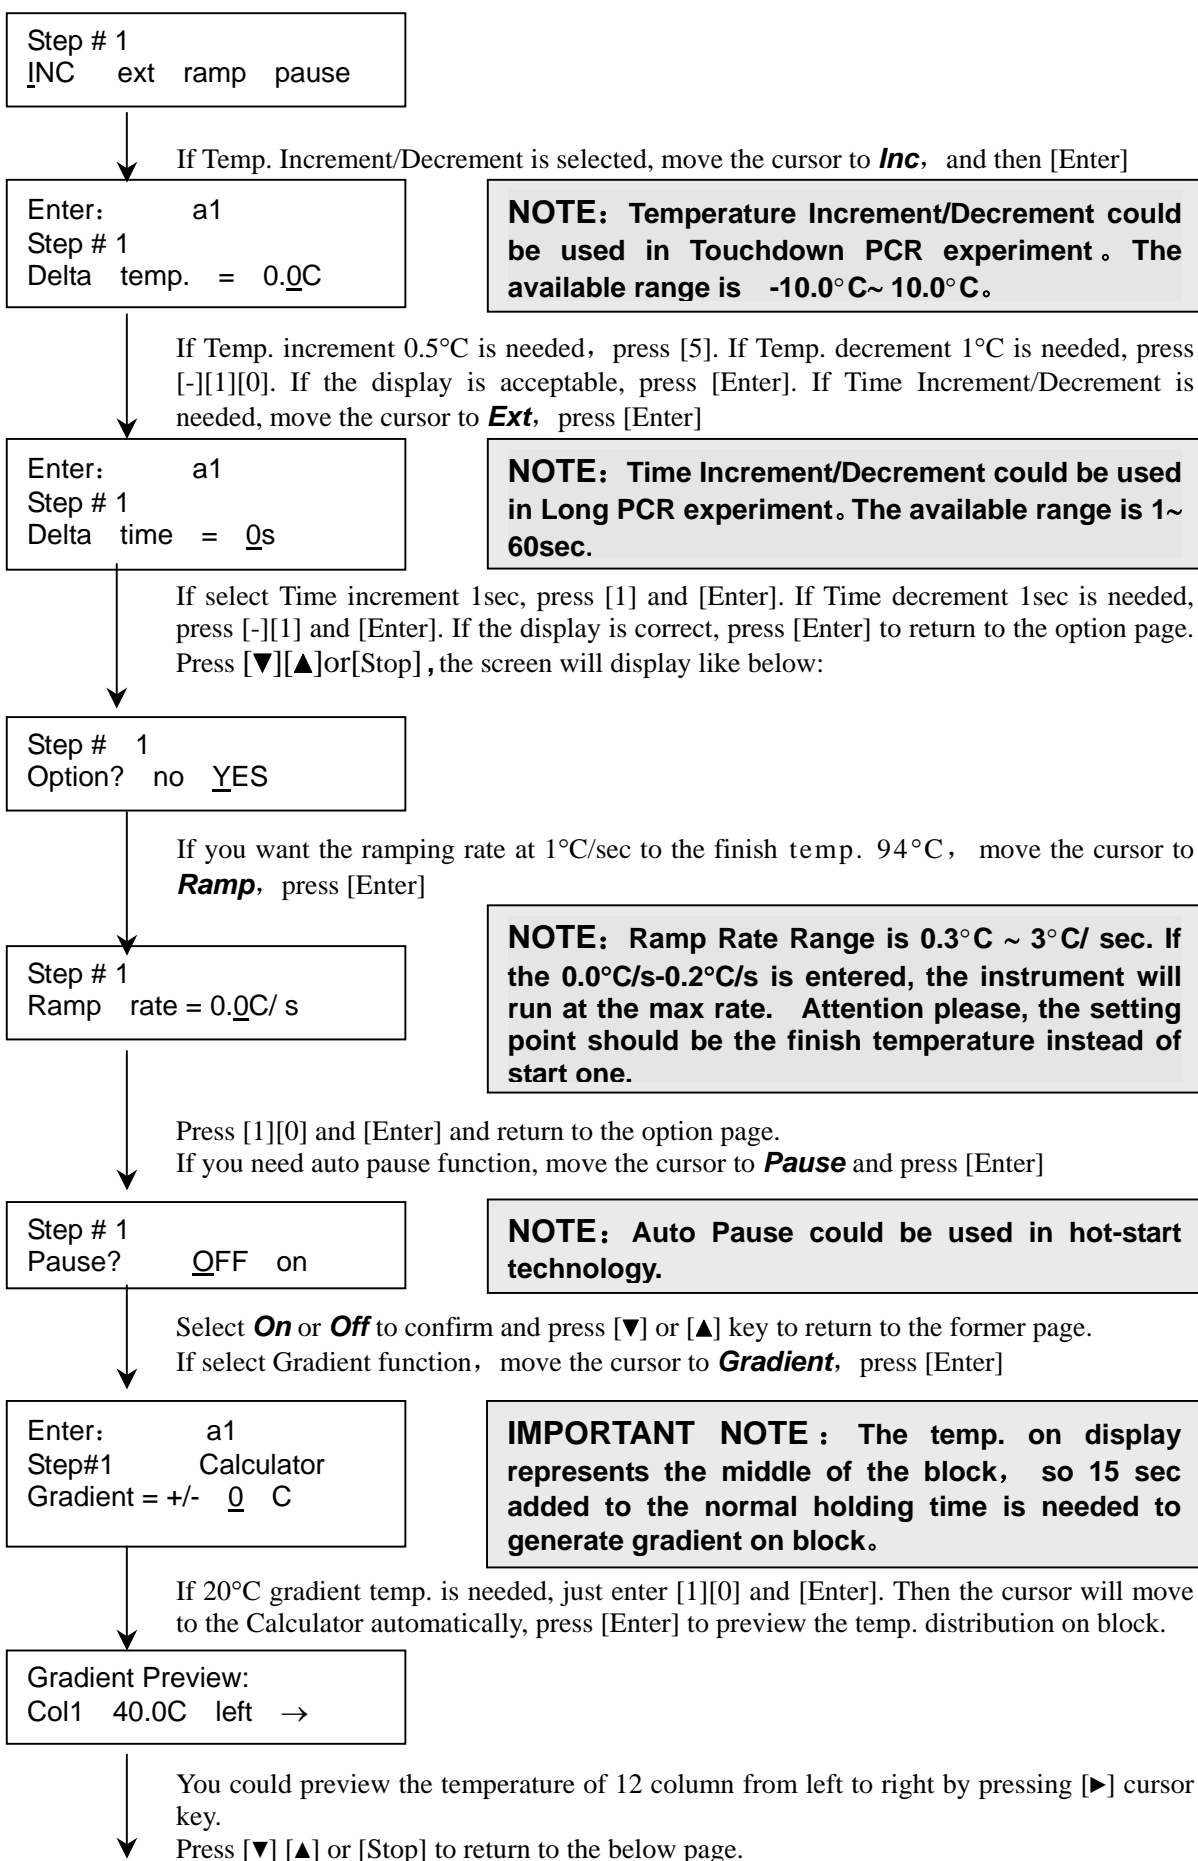 Step # 1
INC ext ramp pause
If Temp. Increment/Decrement is selected, move the cursor to Inc， and then [Enter]
Enter： a1
Step # 1
Delta temp. = 0.0C
NOTE：Temperature Increment/Decrement could
be used in Touchdown PCR experiment。The
available range is -10.0°C~ 10.0°C。
If Temp. increment 0.5°C is needed，press [5]. If Temp. decrement 1°C is needed, press
[-][1][0]. If the display is acceptable, press [Enter]. If Time Increment/Decrement is
needed, move the cursor to Ext， press [Enter]
Enter： a1
Step # 1
Delta time = 0s
NOTE：Time Increment/Decrement could be used
in Long PCR experiment。The available range is 1~
60sec.
If select Time increment 1sec, press [1] and [Enter]. If Time decrement 1sec is needed,
press [-][1] and [Enter]. If the display is correct, press [Enter] to return to the option page.
Press [▼][▲]or[Stop] , the screen will display like below:
Step # 1
Option? no YES
If you want the ramping rate at 1°C/sec to the finish temp. 94°C， move the cursor to
Ramp， press [Enter]
NOTE：Ramp Rate Range is 0.3°C ~ 3°C/ sec. If
the 0.0°C/s-0.2°C/s is entered, the instrument will
run at the max rate. Attention please, the setting
point should be the finish temperature instead of
start one.
Step # 1
Ramp rate = 0.0C/ s
Press [1][0] and [Enter] and return to the option page.
If you need auto pause function, move the cursor to Pause and press [Enter]
Step # 1
Pause? OFF on
NOTE：Auto Pause could be used in hot-start
technology.
Select On or Off to confirm and press [▼] or [▲] key to return to the former page.
If select Gradient function，move the cursor to Gradient， press [Enter]
Enter： a1
Step#1 Calculator
Gradient = +/- 0 C
IMPORTANT NOTE：The temp. on display
represents the middle of the block， so 15 sec
added to the normal holding time is needed to
generate gradient on block。
If 20°C gradient temp. is needed, just enter [1][0] and [Enter]. Then the cursor will move
to the Calculator automatically, press [Enter] to preview the temp. distribution on block.
Gradient Preview:
Col1 40.0C left →
You could preview the temperature of 12 column from left to right by pressing [►] cursor
key.
Press [▼] [▲] or [Stop] to return to the below page.